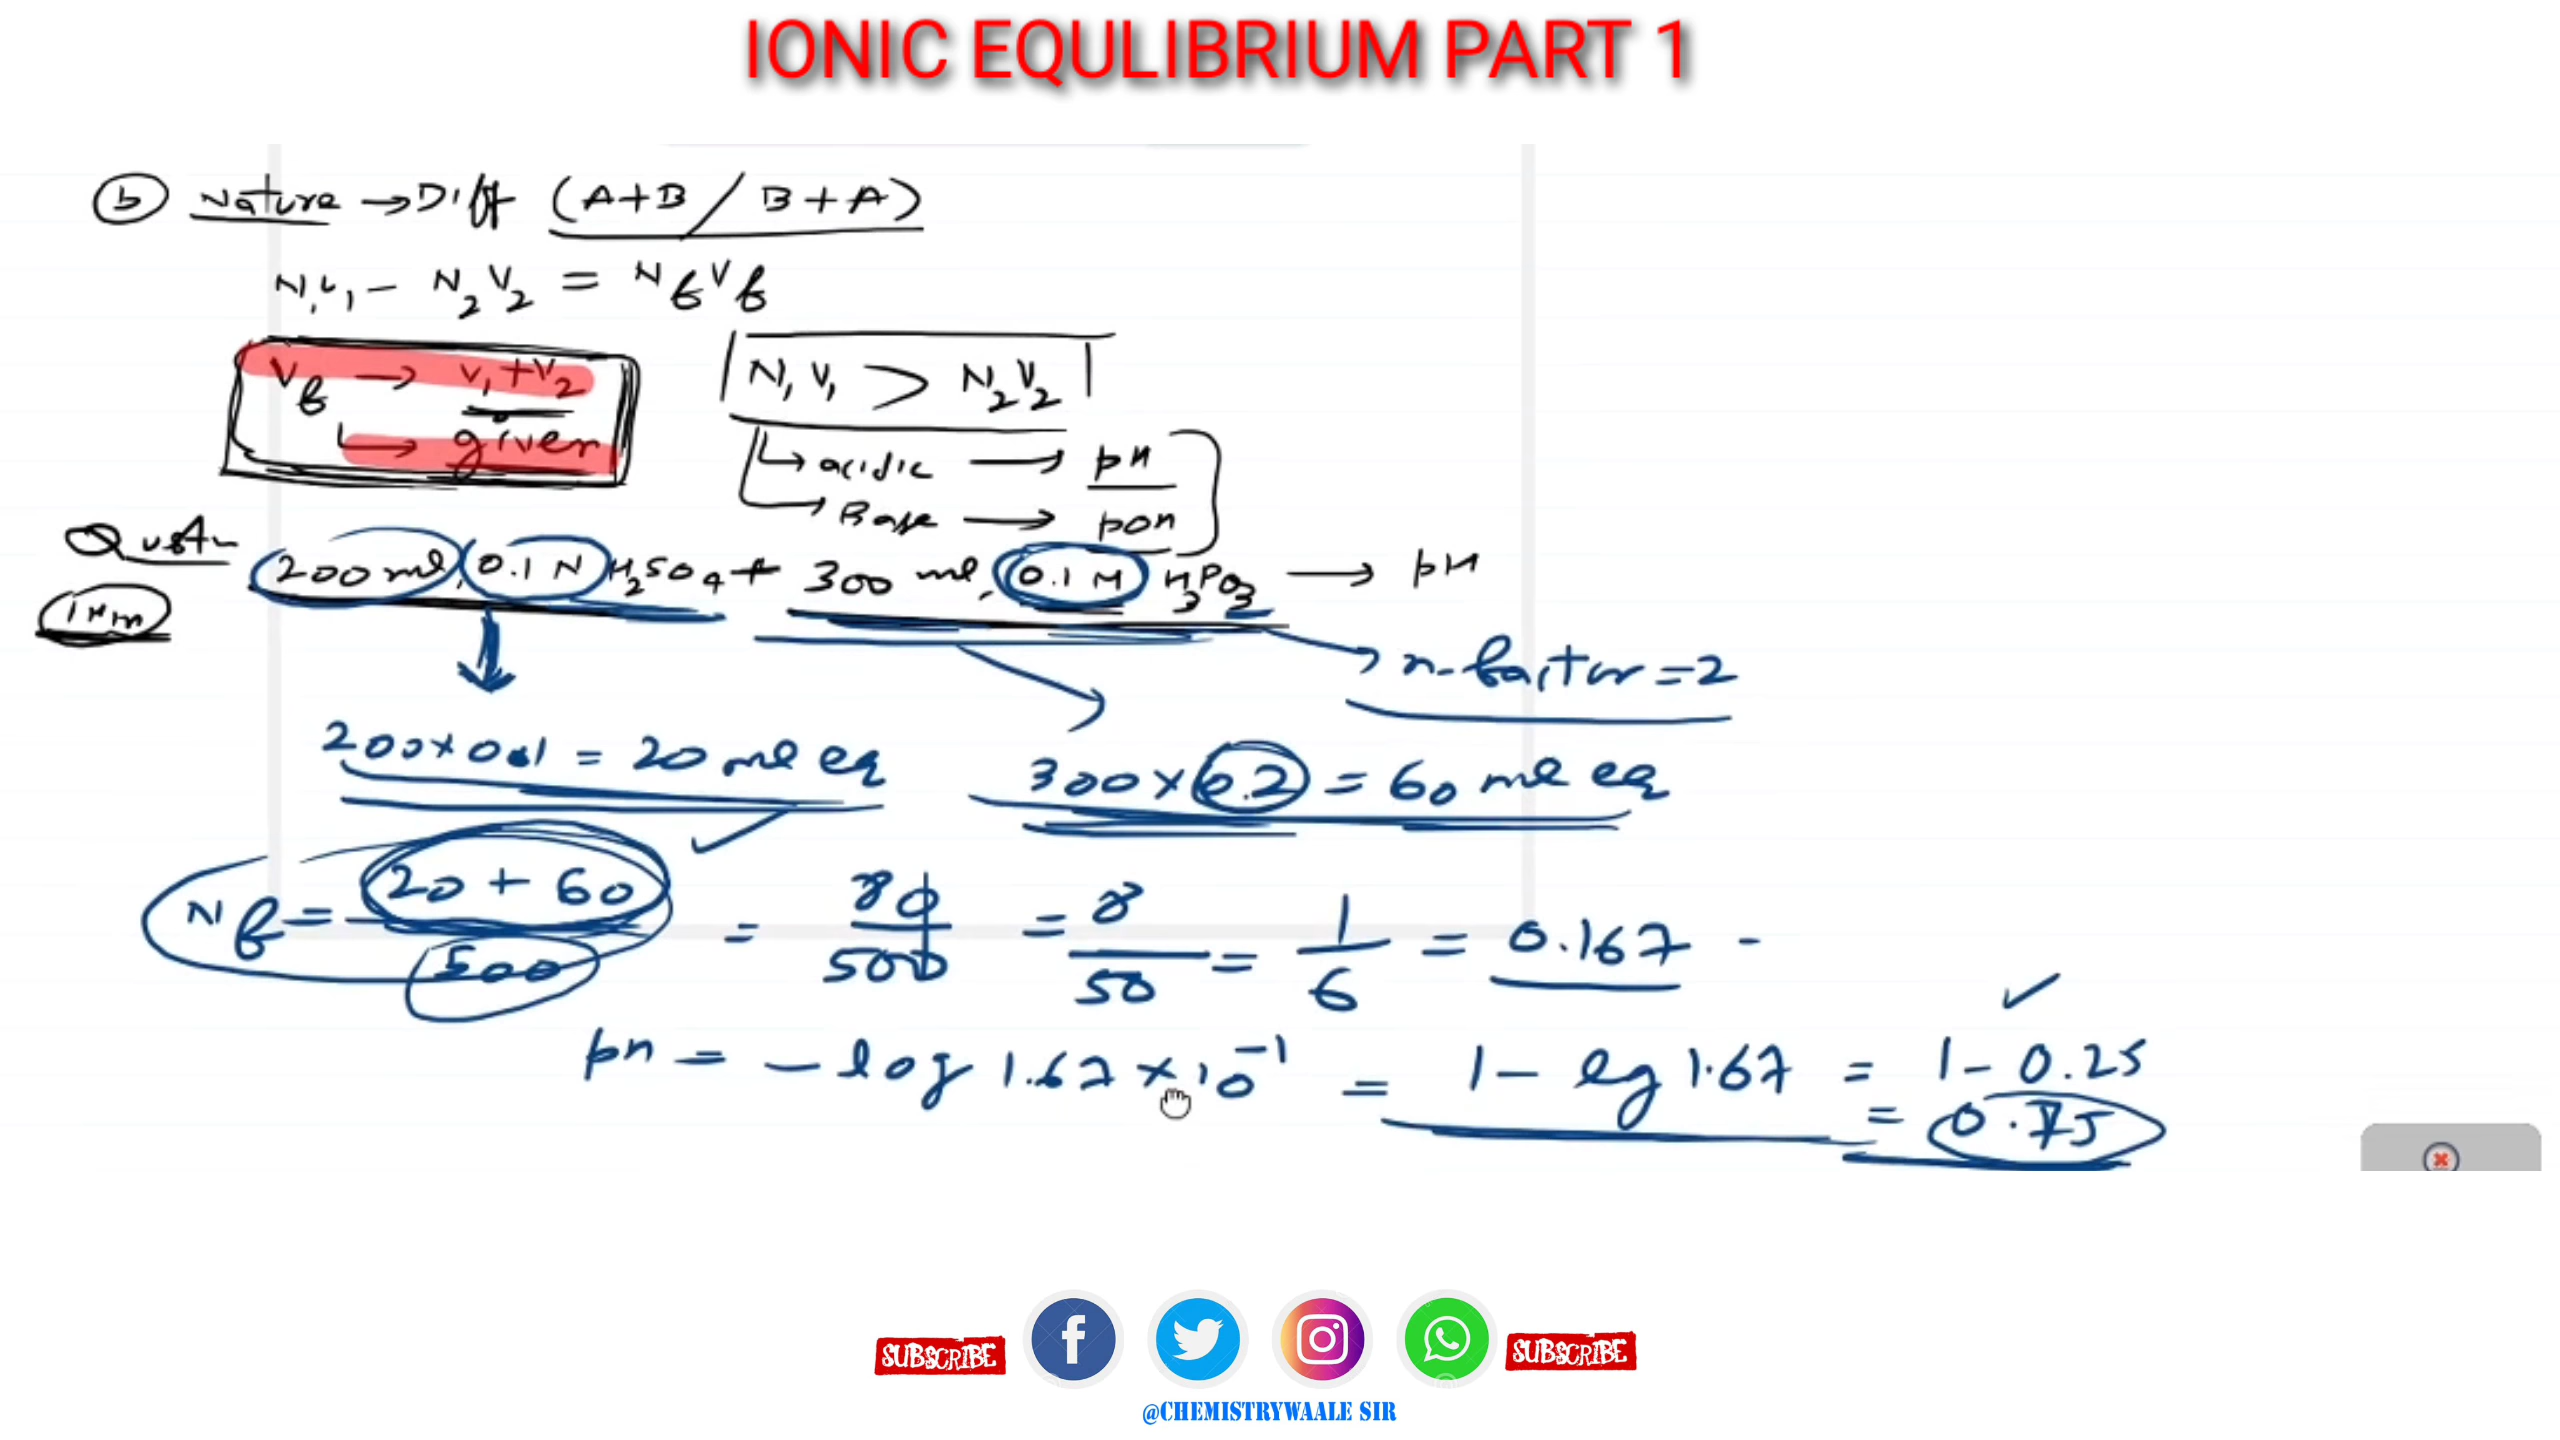 IONIC EQULIBRIUM PART 1
(b) Nature → Diff (A+B / B+A)
N₁V₁ - N₂V₂ = NfVf
Vf → V₁+V₂
↳ given
N₁V₁ > N₂V₂
↳ acidic → pH
↳ Base → pOH
200 ml, 0.1 N H₂SO₄ + 300 ml, 0.1 M H₃PO₃ → pH
→ n-factor = 2
200×0.1 = 20 ml eq
300×0.2 = 60 ml eq
Nf = 20 + 60 / 500 = 80 / 500 = 8 / 50 = 1 / 6 = 0.167 -
pH = - log 1.67 × 10⁻¹ = 1 - log 1.67 = 1 - 0.25
= 0.75
SUBSCRIBE SUBSCRIBE
@CHEMISTRYWAALE SIR